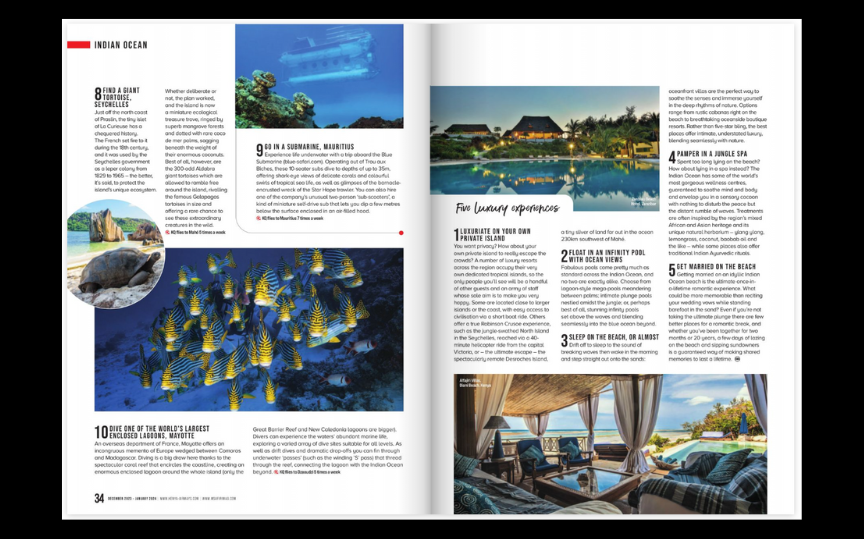 INDIAN OCEAN
8 FIND A GIANT
TORTOISE,
SEYCHELLES
Just off the north coast
of Praslin, the tiny islet
of La Curieuse has a
chequered history.
The French set fire to it
during the 18th century,
and it was used by the
Seychelles government
as a leper colony from
1829 to 1965 – the better,
it's said, to protect the
island's unique ecosystem.
Whether deliberate or
not, the plan worked,
and the island is now
a miniature ecological
treasure trove, ringed by
superb mangrove forests
and dotted with rare coco
de mer palms, sagging
beneath the weight of
their enormous coconuts.
Best of all, however, are
the 300-odd Aldabra
giant tortoises which are
allowed to ramble free
around the island, rivalling
the famous Galapagos
tortoises in size and
offering a rare chance to
see these extraordinary
creatures in the wild.
KQ flies to Mahé 5 times a week
9 GO IN A SUBMARINE, MAURITIUS
Experience life underwater with a trip aboard the Blue
Submarine (blue-safari.com). Operating out of Trou aux
Biches, these 10-seater subs dive to depths of up to 35m,
offering shark-eye views of delicate corals and colourful
swirls of tropical sea life, as well as glimpses of the barnacle-
encrusted wreck of the Star Hope trawler. You can also hire
one of the company's unusual two-person 'sub scooters', a
kind of miniature self-drive sub that lets you dip a few metres
below the surface enclosed in an air-filled hood.
KQ flies to Mauritius 7 times a week
10 DIVE ONE OF THE WORLD'S LARGEST
ENCLOSED LAGOONS, MAYOTTE
An overseas department of France, Mayotte offers an
incongruous memento of Europe wedged between Comoros
and Madagascar. Diving is a big draw here thanks to the
spectacular coral reef that encircles the coastline, creating an
enormous enclosed lagoon around the whole island (only the
Great Barrier Reef and New Caledonia lagoons are bigger).
Divers can experience the waters' abundant marine life,
exploring a varied array of dive sites suitable for all levels. As
well as drift dives and dramatic drop-offs you can fin through
underwater 'passes' (such as the winding 'S' pass) that thread
through the reef, connecting the lagoon with the Indian Ocean
beyond.
34
Five luxury experiences
1 LUXURIATE ON YOUR OWN
PRIVATE ISLAND
You want privacy? How about your
own private island to really escape the
crowds? A number of luxury resorts
across the region occupy their very
own dedicated tropical islands, so the
only people you'll see will be a handful
of other guests and an army of staff
whose sole aim is to make you very
happy. Some are located close to larger
islands or the coast, with easy access to
civilisation via a short boat ride. Others
offer a true Robinson Crusoe experience,
such as the jungle-swathed North Island
in the Seychelles, reached via a 40-
minute helicopter ride from the capital
Victoria, or – the ultimate escape – the
spectacularly remote Desroches Island,
a tiny sliver of land far out in the ocean
230km southwest of Mahé.
2 FLOAT IN AN INFINITY POOL
WITH OCEAN VIEWS
Fabulous pools come pretty much as
standard across the Indian Ocean, and
no two are exactly alike. Choose from
lagoon-style mega-pools meandering
between palms; intimate plunge pools
nestled amidst the jungle; or, perhaps
best of all, stunning infinity pools
set above the waves and blending
seamlessly into the blue ocean beyond.
3 SLEEP ON THE BEACH, OR ALMOST
Drift off to sleep to the sound of
breaking waves then wake in the morning
and step straight out onto the sands:
oceanfront villas are the perfect way to
soothe the senses and immerse yourself
in the deep rhythms of nature. Options
range from rustic cabanas right on the
beach to breathtaking oceanside boutique
resorts. Rather than five-star bling, the best
places offer intimate, understated luxury,
blending seamlessly with nature.
4 PAMPER IN A JUNGLE SPA
Spent too long lying on the beach?
How about lying in a spa instead? The
Indian Ocean has some of the world's
most gorgeous wellness centres,
guaranteed to soothe mind and body
and envelop you in a sensory cocoon
with nothing to disturb the peace but
the distant rumble of waves. Treatments
are often inspired by the region's mixed
African and Asian heritage and its
unique natural herbarium – ylang ylang,
lemongrass, coconut, baobab oil and
the like – while some places also offer
traditional Indian Ayurvedic rituals.
5 GET MARRIED ON THE BEACH
Getting married on an idyllic Indian
Ocean beach is the ultimate once-in-
a-lifetime romantic experience. What
could be more memorable than reciting
your wedding vows while standing
barefoot in the sand? Even if you're not
taking the ultimate plunge there are few
better places for a romantic break, and
whether you've been together for two
months or 20 years, a few days of lazing
on the beach and sipping sundowners
is a guaranteed way of making shared
memories to last a lifetime.